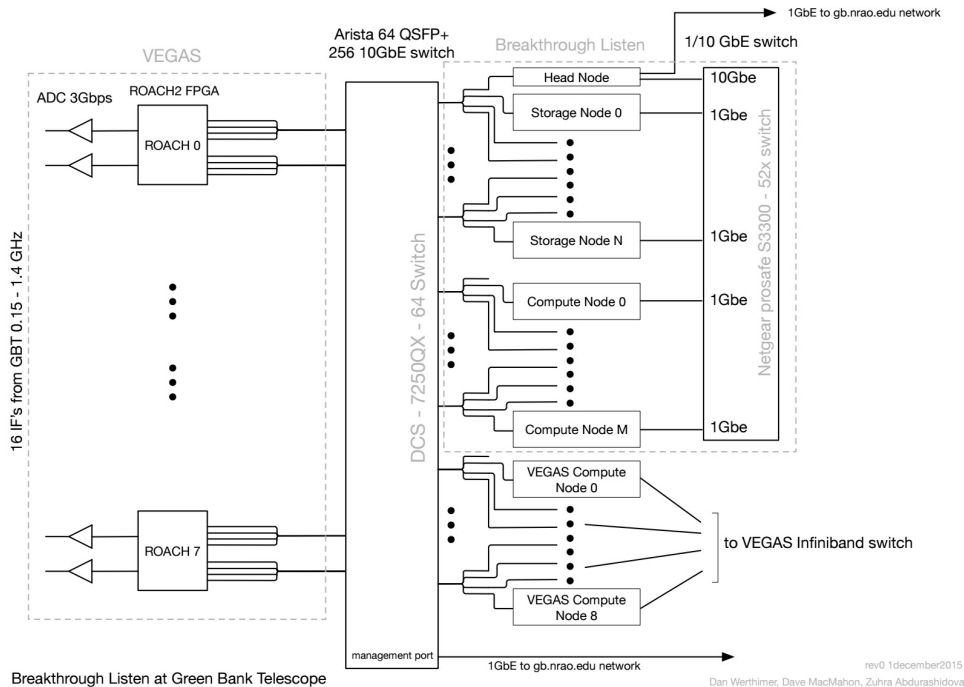 1GbE to gb.nrao.edu network
Arista 64 QSFP+
256 10GbE switch
VEGAS
Breakthrough Listen
1/10 GbE switch
ADC 3Gbps
ROACH2 FPGA
ROACH 0
Head Node
10Gbe
Storage Node 0
1Gbe
Storage Node N
1Gbe
Compute Node 0
1Gbe
Compute Node M
1Gbe
Netgear prosafe S3300 - 52x switch
DCS - 7250QX - 64 Switch
16 IF's from GBT 0.15 - 1.4 GHz
VEGAS Compute
Node 0
ROACH 7
to VEGAS Infiniband switch
VEGAS Compute
Node 8
management port
1GbE to gb.nrao.edu network
Breakthrough Listen at Green Bank Telescope
rev0 1december2015
Dan Werthimer, Dave MacMahon, Zuhra Abdurashidova